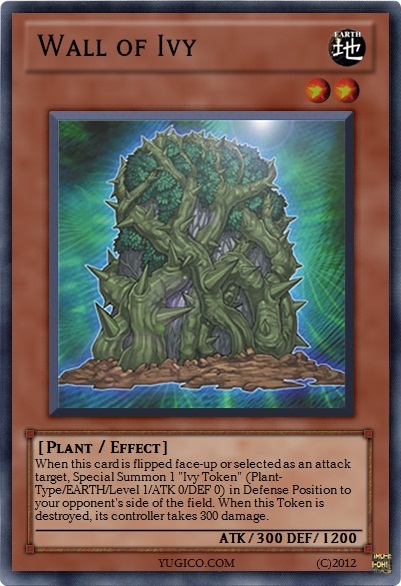 Wall of Ivy
EARTH
地
[Plant / Effect]
When this card is flipped face-up or selected as an attack
target, Special Summon 1 "Ivy Token" (Plant-
Type/EARTH/Level 1/ATK 0/DEF 0) in Defense Position to
your opponent's side of the field. When this Token is
destroyed, its controller takes 300 damage.
ATK/ 300 DEF/ 1200
YUGICO.COM
(C)2012